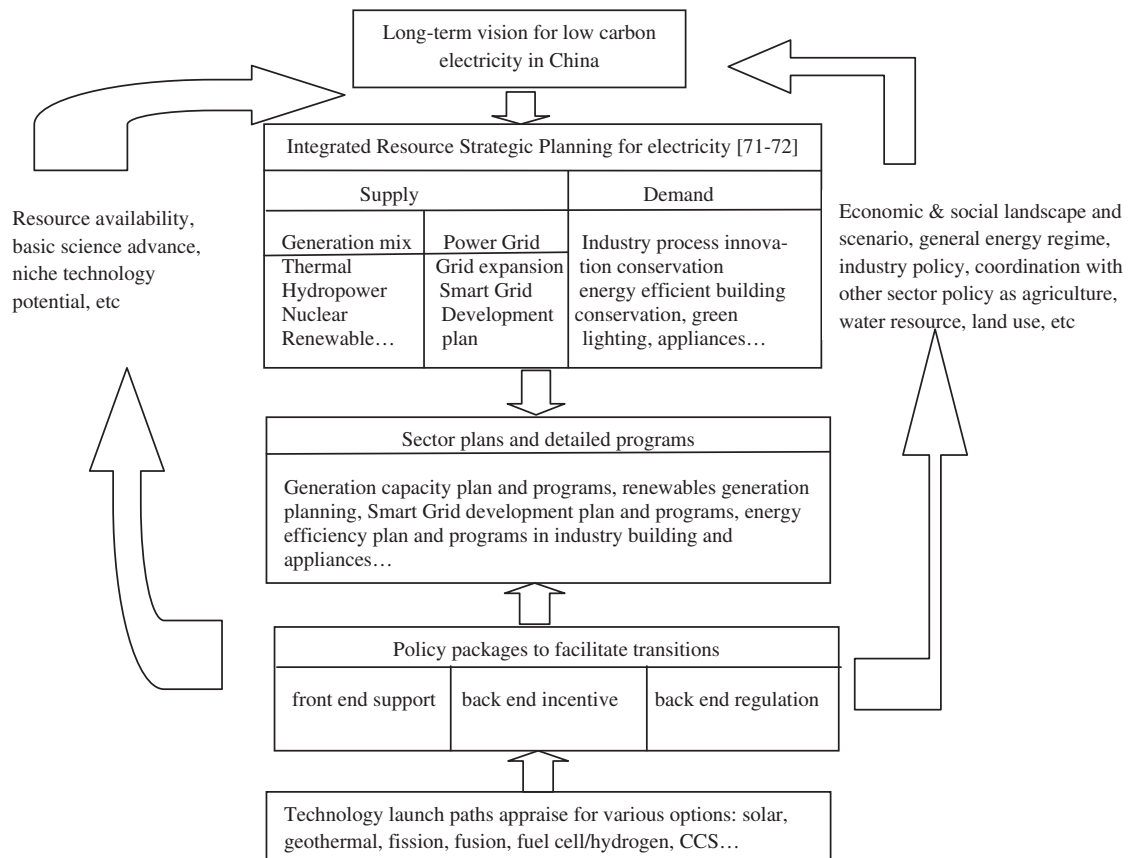 Long-term vision for low carbon
electricity in China
Integrated Resource Strategic Planning for electricity [71-72]
Supply
Demand
Generation mix
Thermal
Hydropower
Nuclear
Renewable…
Power Grid
Grid expansion
Smart Grid
Development
plan
Industry process innova-
tion conservation
energy efficient building
conservation, green
lighting, appliances…
Resource availability,
basic science advance,
niche technology
potential, etc
Economic & social landscape and
scenario, general energy regime,
industry policy, coordination with
other sector policy as agriculture,
water resource, land use, etc
Sector plans and detailed programs
Generation capacity plan and programs, renewables generation
planning, Smart Grid development plan and programs, energy
efficiency plan and programs in industry building and
appliances…
Policy packages to facilitate transitions
front end support
back end incentive
back end regulation
Technology launch paths appraise for various options: solar,
geothermal, fission, fusion, fuel cell/hydrogen, CCS…